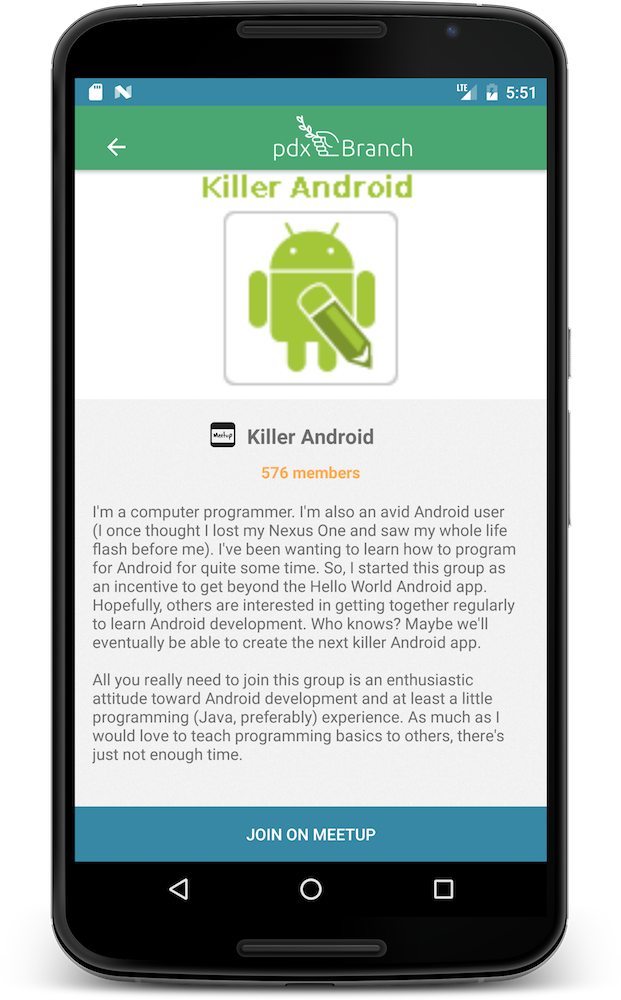 LTE 5:51
pdx Branch
Killer Android
Meetup Killer Android
576 members
I'm a computer programmer. I'm also an avid Android user
(I once thought I lost my Nexus One and saw my whole life
flash before me). I've been wanting to learn how to program
for Android for quite some time. So, I started this group as
an incentive to get beyond the Hello World Android app.
Hopefully, others are interested in getting together regularly
to learn Android development. Who knows? Maybe we'll
eventually be able to create the next killer Android app.
All you really need to join this group is an enthusiastic
attitude toward Android development and at least a little
programming (Java, preferably) experience. As much as I
would love to teach programming basics to others, there's
just not enough time.
JOIN ON MEETUP